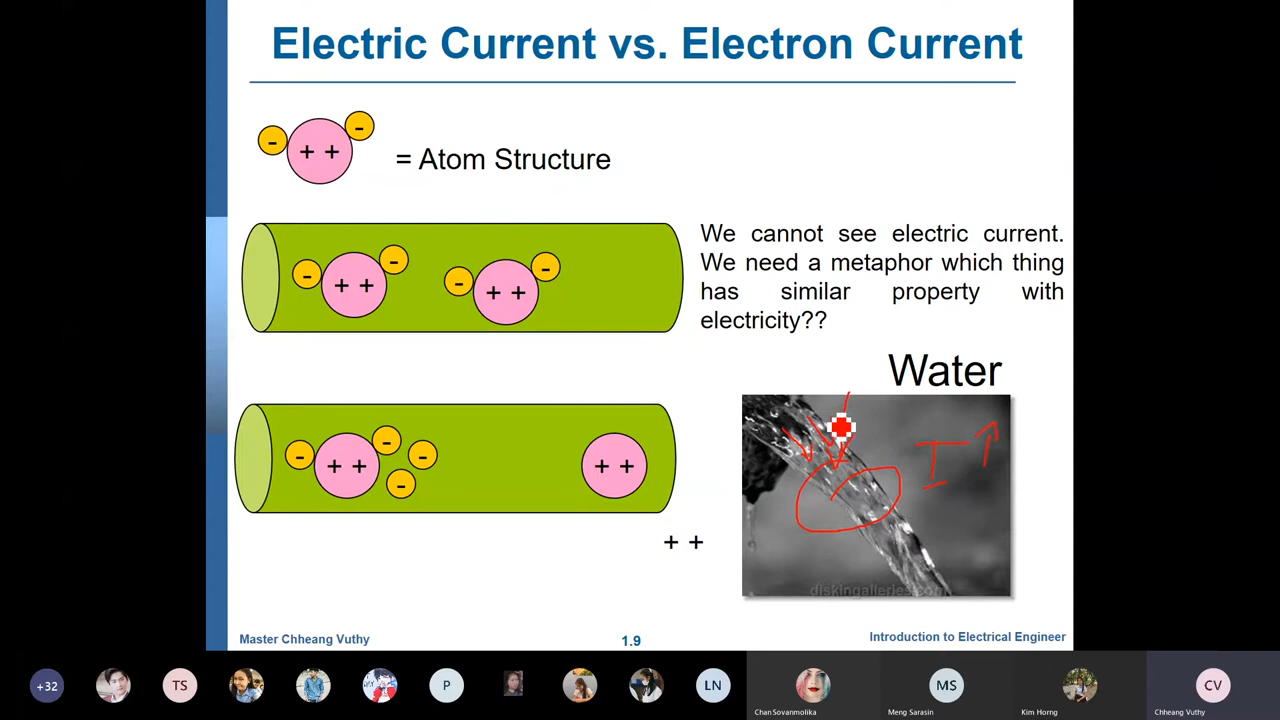 Electric Current vs. Electron Current
- + + -
= Atom Structure
- + + - - + + -
We cannot see electric current.
We need a metaphor which thing
has similar property with
electricity??
Water
- + + - - - + +
I ↑
+ +
diskingalleries.com
Master Chheang Vuthy
1.9
Introduction to Electrical Engineer
+32
TS
P
LN
MS
CV
Chan Sovanmolika
Meng Sarasin
Kim Horng
Chheang Vuthy